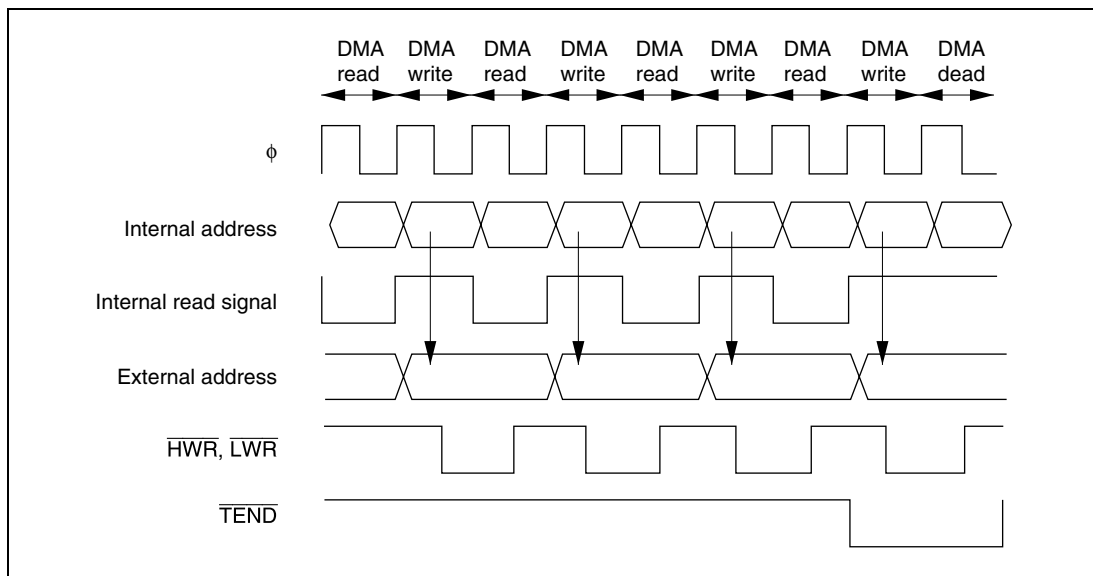 DMA DMA DMA DMA DMA DMA DMA DMA DMA
read write read write read write read write dead
ϕ
Internal address
Internal read signal
External address
HWR, LWR
TEND